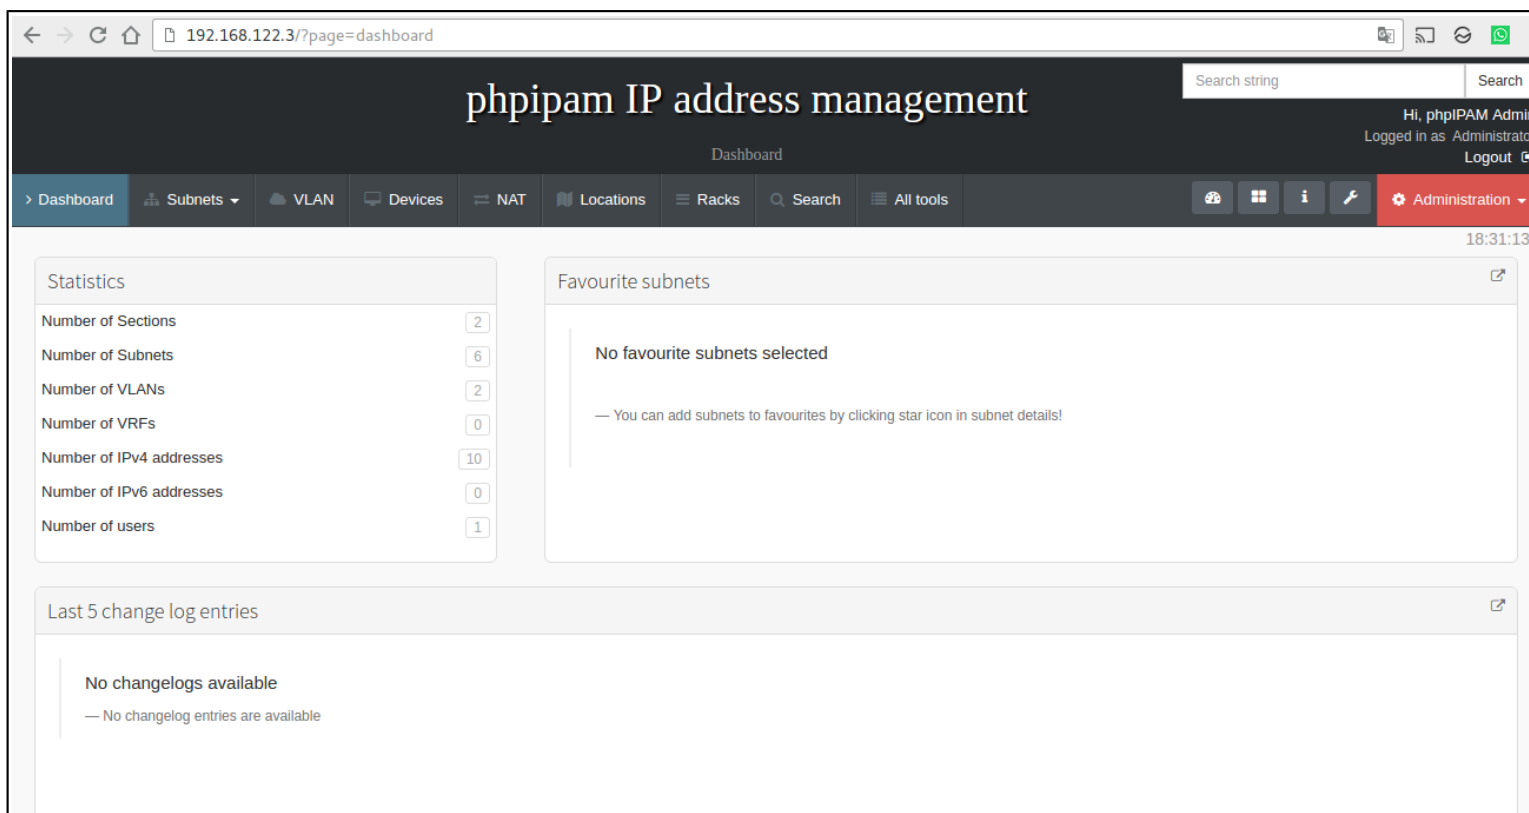 192.168.122.3/?page=dashboard
phpipam IP address management
Dashboard
Search string
Search
Hi, phpIPAM Admi
Logged in as Administrato
Logout
Dashboard
Subnets
VLAN
Devices
NAT
Locations
Racks
Search
All tools
Administration
18:31:13
Statistics
Number of Sections 2
Number of Subnets 6
Number of VLANs 2
Number of VRFs 0
Number of IPv4 addresses 10
Number of IPv6 addresses 0
Number of users 1
Favourite subnets
No favourite subnets selected
— You can add subnets to favourites by clicking star icon in subnet details!
Last 5 change log entries
No changelogs available
— No changelog entries are available